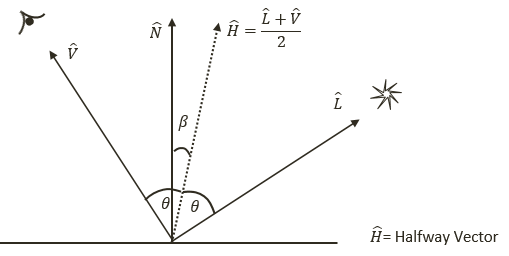 N̂
Ĥ = (L̂ + V̂) / 2
V̂
L̂
β
θ
θ
Ĥ= Halfway Vector